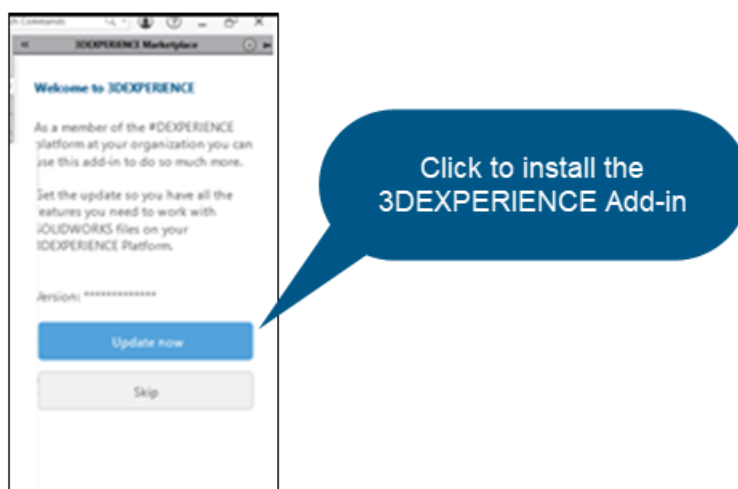 Commands
3DEXPERIENCE Marketplace
Welcome to 3DEXPERIENCE
As a member of the #DEXPERIENCE
platform at your organization you can
use this add-in to do so much more.
Get the update so you have all the
features you need to work with
SOLIDWORKS files on your
3DEXPERIENCE Platform.
Version: *************
Update now
Skip
Click to install the
3DEXPERIENCE Add-in